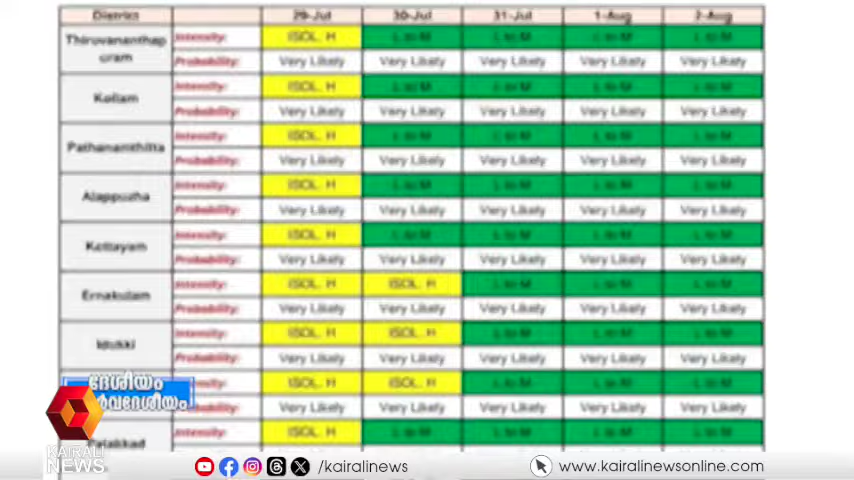 District 29-Jul 30-Jul 31-Jul 1-Aug 2-Aug
Thiruvananthap
uram
Intensity: ISOL. H L to M L to M L to M L to M
Probability: Very Likely Very Likely Very Likely Very Likely Very Likely
Kollam
Intensity: ISOL. H L to M L to M L to M L to M
Probability: Very Likely Very Likely Very Likely Very Likely Very Likely
Pathanamthitta
Intensity: ISOL. H L to M L to M L to M L to M
Probability: Very Likely Very Likely Very Likely Very Likely Very Likely
Alappuzha
Intensity: ISOL. H L to M L to M L to M L to M
Probability: Very Likely Very Likely Very Likely Very Likely Very Likely
Kottayam
Intensity: ISOL. H L to M L to M L to M L to M
Probability: Very Likely Very Likely Very Likely Very Likely Very Likely
Ernakulam
Intensity: ISOL. H ISOL. H L to M L to M L to M
Probability: Very Likely Very Likely Very Likely Very Likely Very Likely
Idukki
Intensity: ISOL. H ISOL. H L to M L to M L to M
Probability: Very Likely Very Likely Very Likely Very Likely Very Likely
ISOL. H ISOL. H L to M L to M L to M
Very Likely Very Likely Very Likely Very Likely Very Likely
ദേശീയം
Palakkad
Intensity: ISOL. H L to M L to M L to M L to M
KAIRALI
NEWS
/kairalinews
www.kairalinewsonline.com